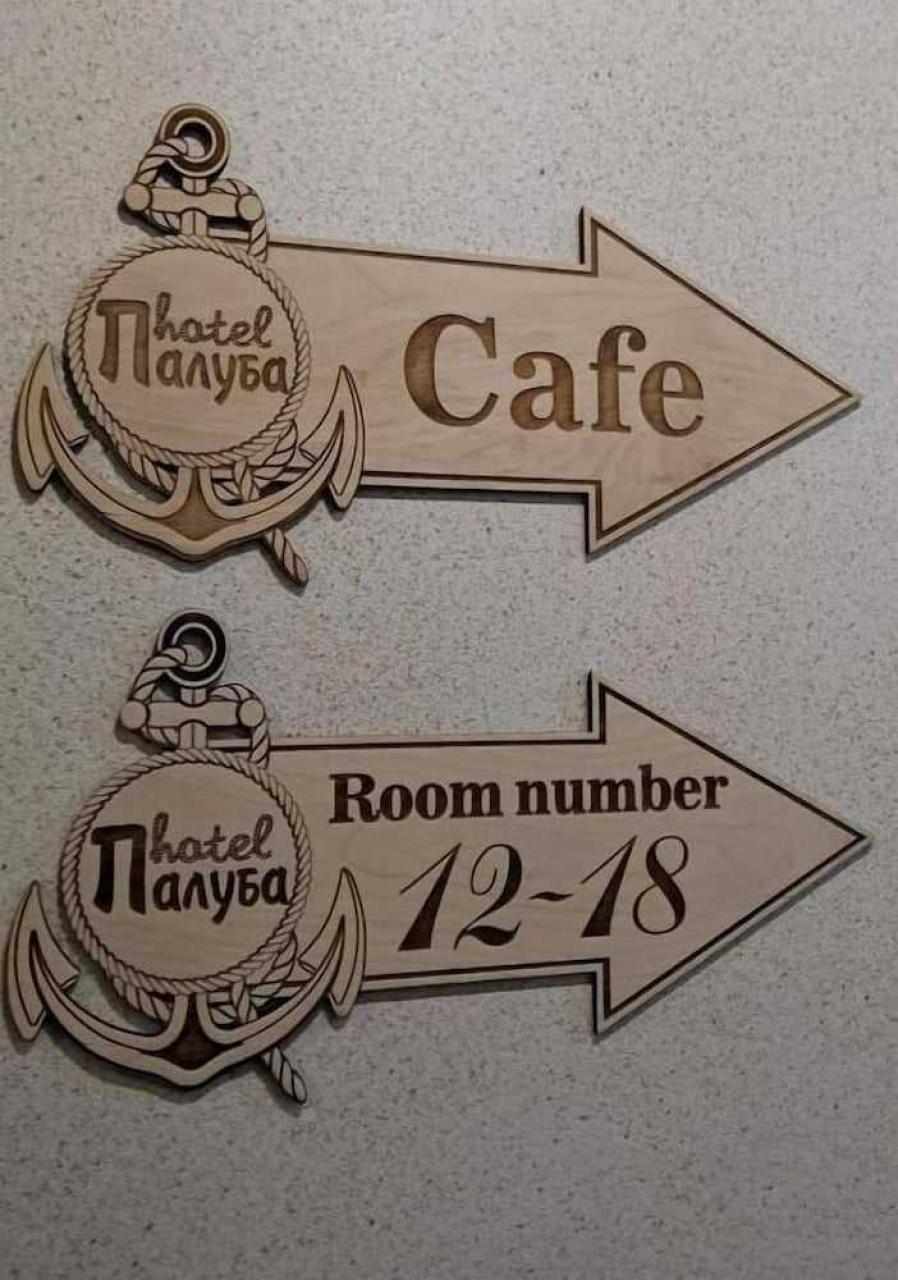 hotel
Палуба
Cafe
hotel
Палуба
Room number
12-18